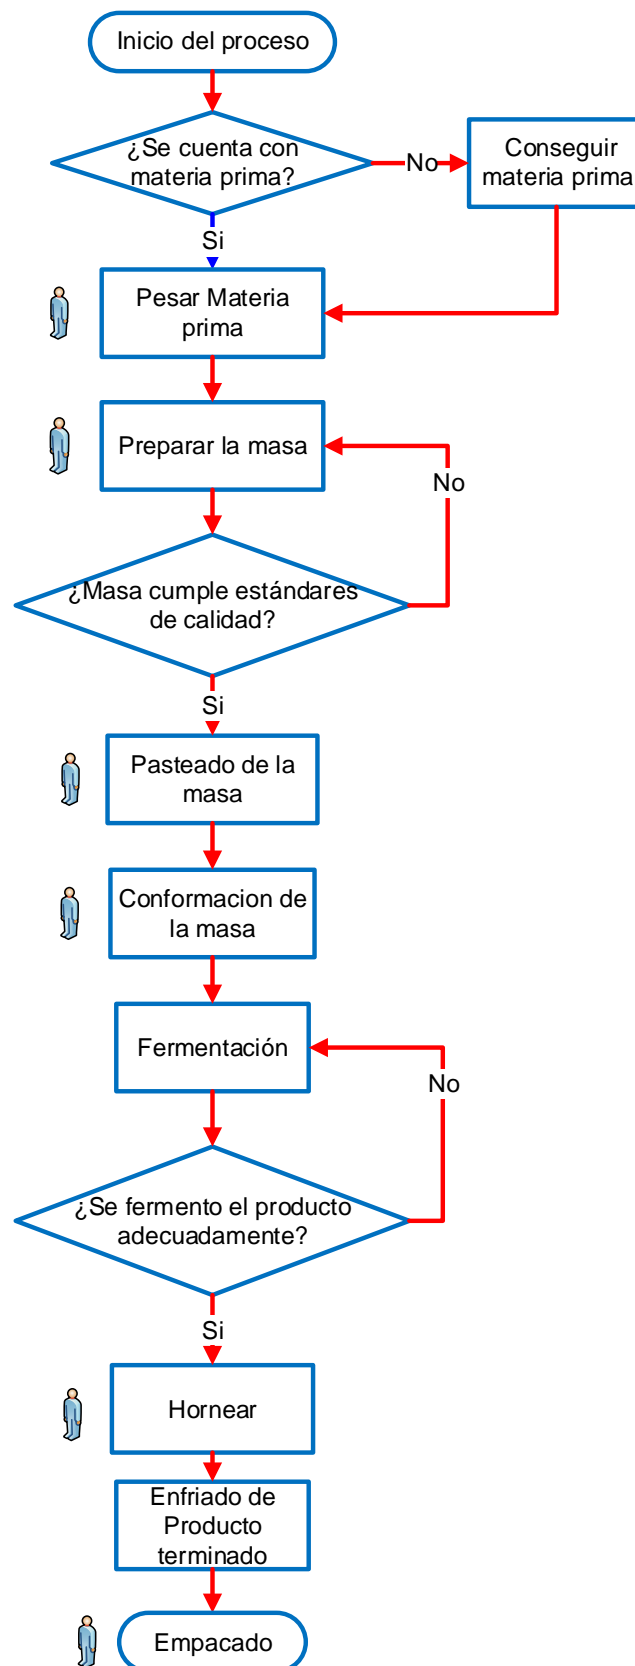 Inicio del proceso
¿Se cuenta con
materia prima?
No
Conseguir
materia prima
Si
Pesar Materia
prima
Preparar la masa
No
¿Masa cumple estándares
de calidad?
Si
Pasteado de la
masa
Conformacion de
la masa
Fermentación
No
¿Se fermento el producto
adecuadamente?
Si
Hornear
Enfriado de
Producto
terminado
Empacado